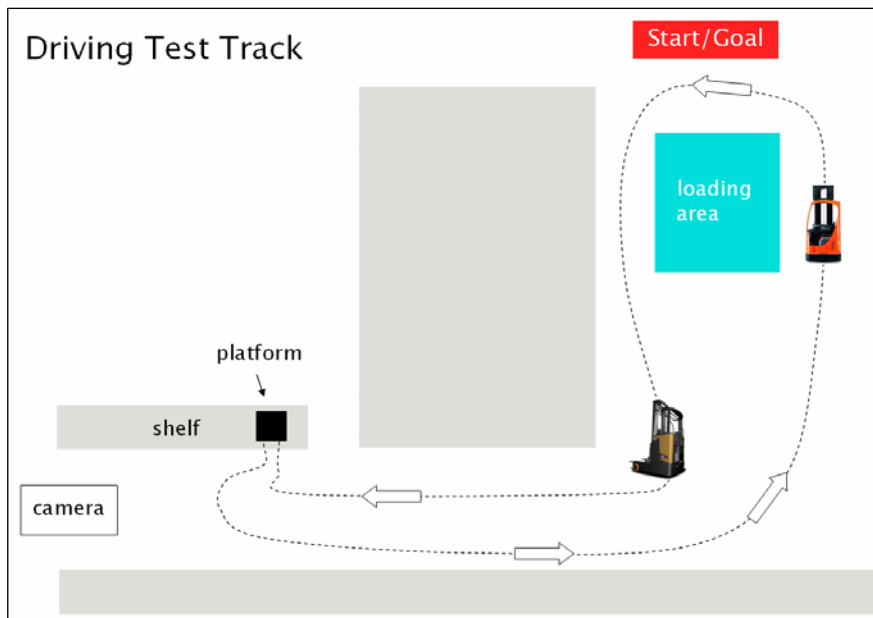 Driving Test Track
Start/Goal
loading
area
platform
shelf
camera